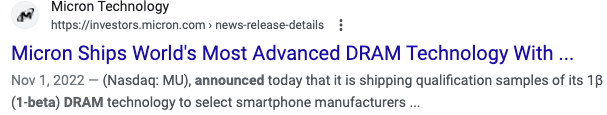 Micron Technology
https://investors.micron.com › news-release-details
Micron Ships World's Most Advanced DRAM Technology With ...
Nov 1, 2022 — (Nasdaq: MU), announced today that it is shipping qualification samples of its 1β
(1-beta) DRAM technology to select smartphone manufacturers ...